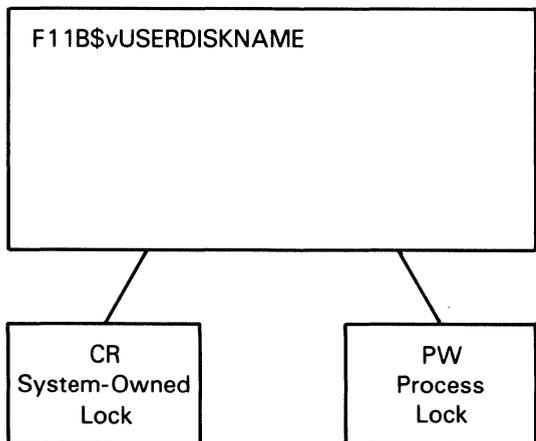 F11B$vUSERDISKNAME
CR
System-Owned
Lock
PW
Process
Lock